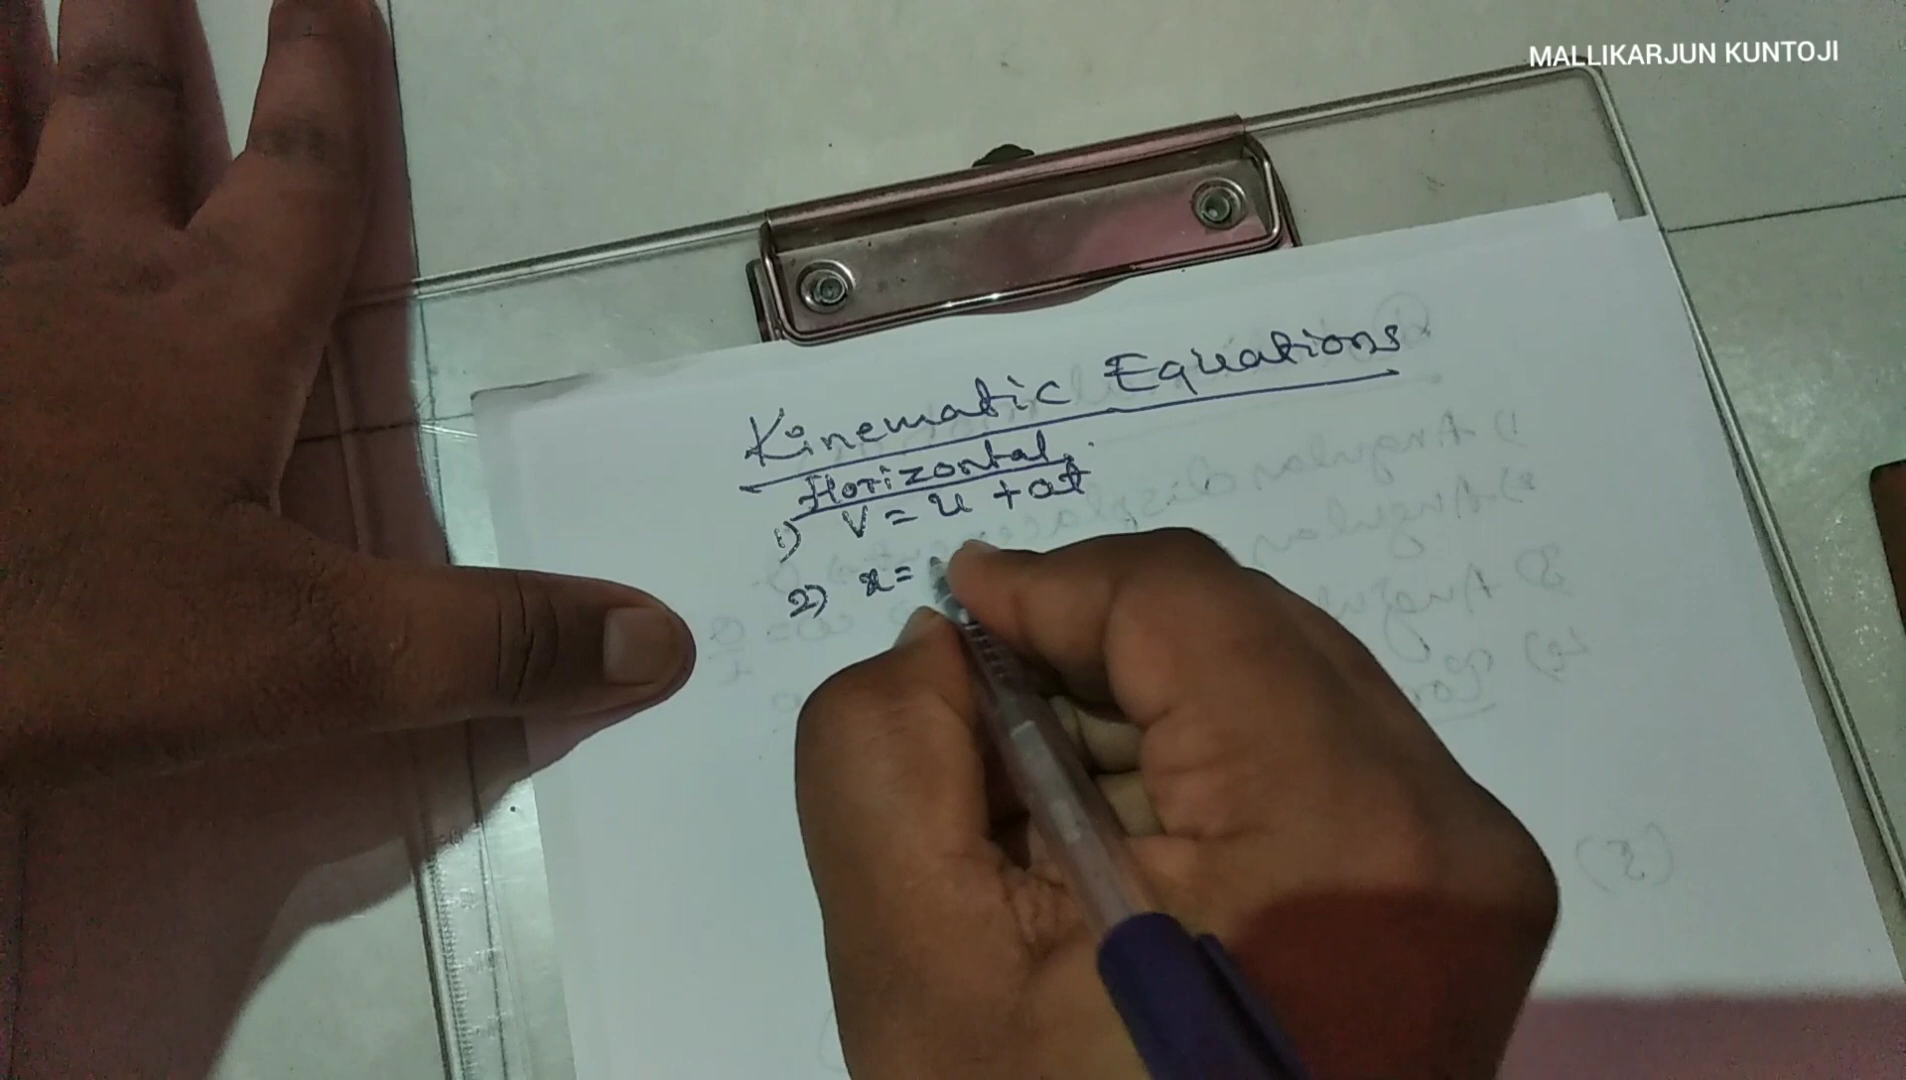 MALLIKARJUN KUNTOJI
Kinematic Equations
Horizontal
1) V = u + at
2) x =